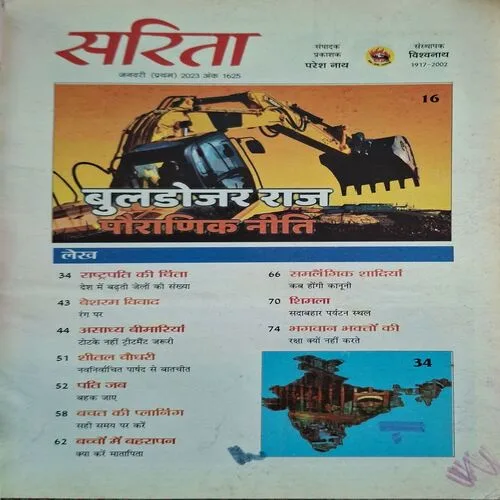 सरिता
जनवरी (प्रथम) 2023 अंक 1625
संपादक
प्रकाशक
परेश नाथ
संस्थापक
विश्वनाथ
1917-2002
16
बुलडोजर राज
पौराणिक नीति
लेख
34 राष्ट्रपति की चिंता
देश में बढ़ती जेलों की संख्या
43 बेशरम विवाद
रंग पर
44 असाध्य बीमारियां
टोटके नहीं ट्रीटमैंट जरूरी
51 शीतल चौधरी
नवनिर्वाचित पार्षद से बातचीत
52 पति जब
बहक जाए
58 बचत की प्लानिंग
सही समय पर करें
62 बच्चों में बहरापन
क्या करें मातापिता
66 समलैंगिक शादियां
कब होंगी कानूनी
70 शिमला
सदाबहार पर्यटन स्थल
74 भगवान भक्तों की
रक्षा क्यों नहीं करते
34